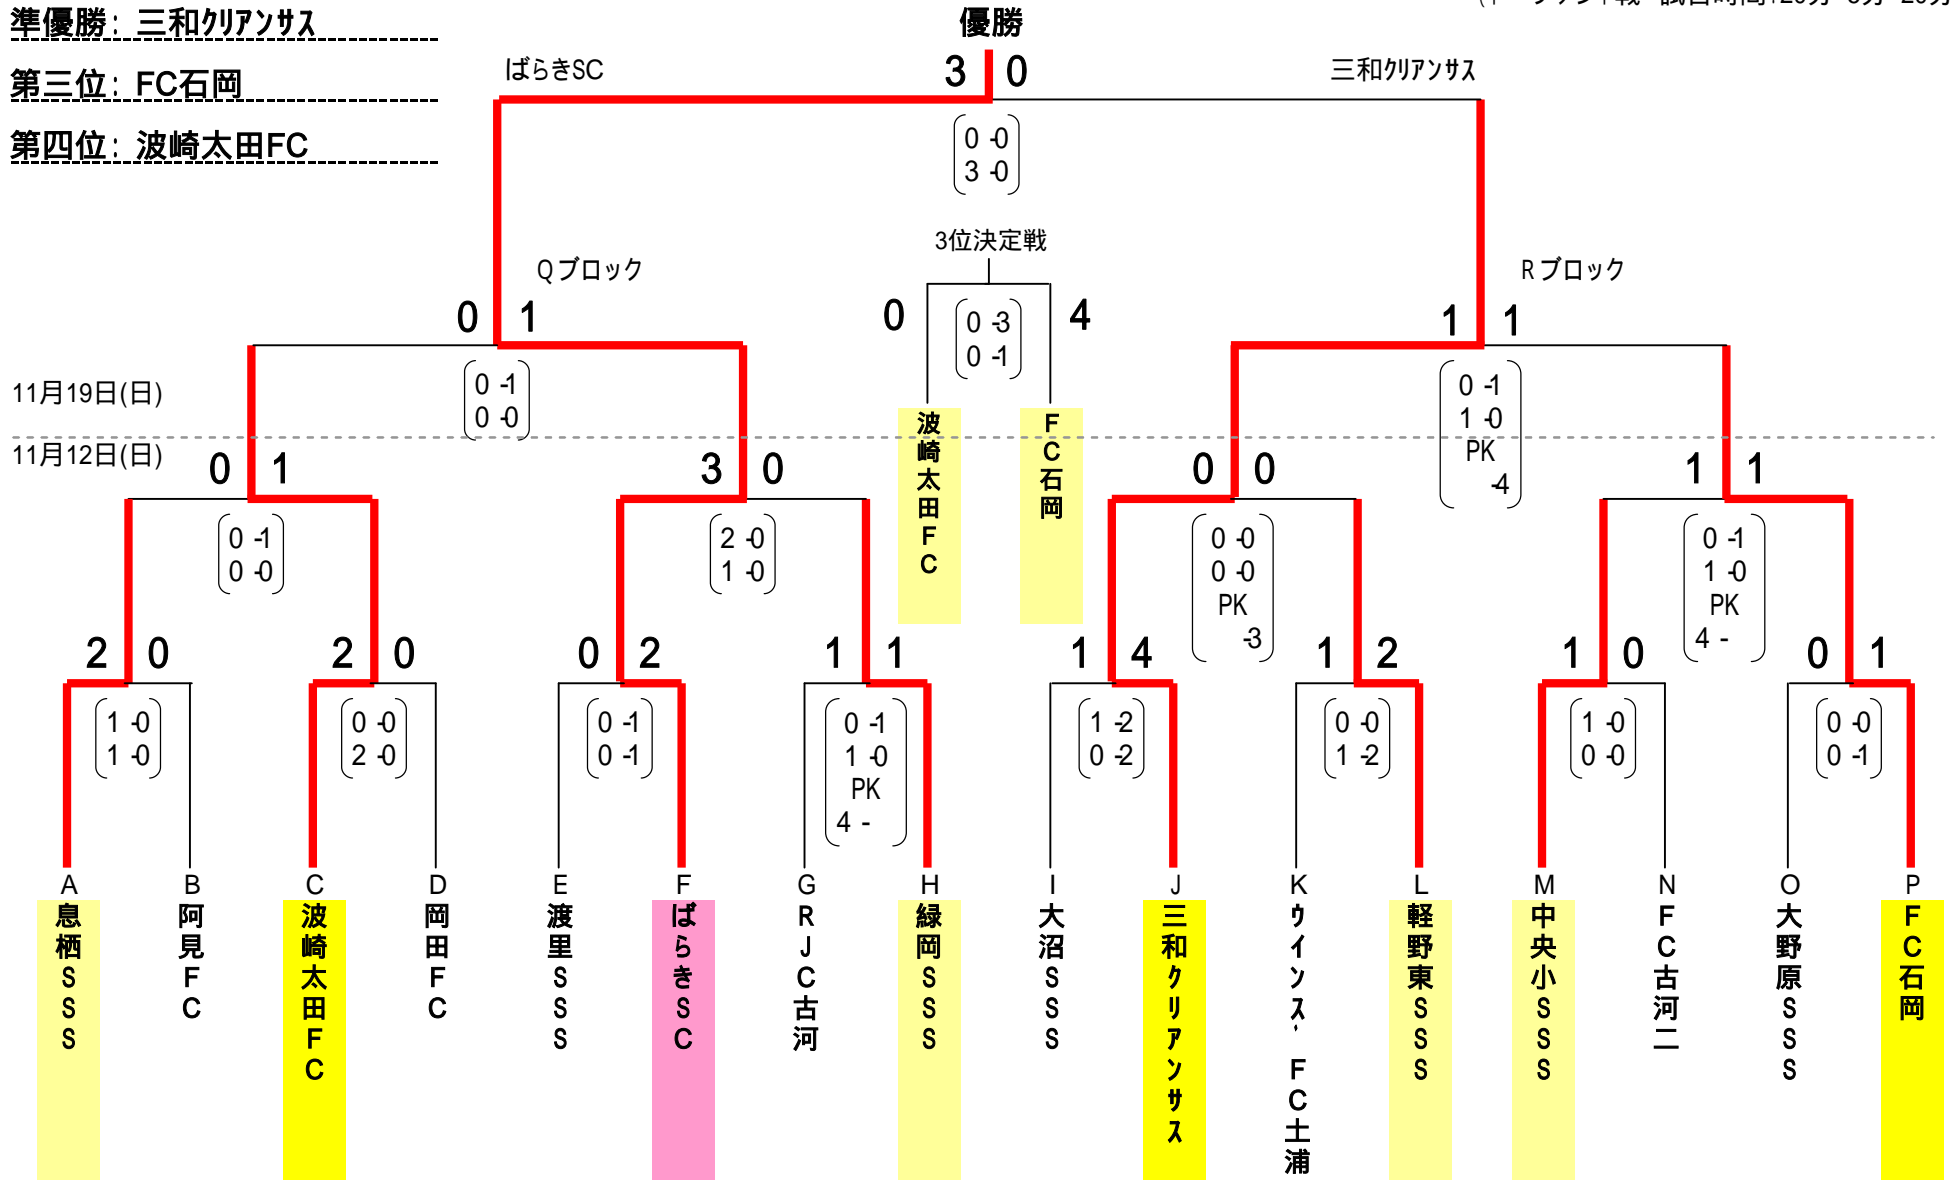 準優勝: 三和ｸﾘｱﾝｻｽ
第三位: FC石岡
第四位: 波崎太田FC
優勝
ばらきSC
3 0
三和ｸﾘｱﾝｻｽ
0 -0
3 -0
3位決定戦
Qブロック
Rブロック
0 1
0 4
1 1
0 -3
0 -1
0 -1
0 -0
0 -1
1 -0
PK
-4
波崎太田FC
FC石岡
11月19日(日)
11月12日(日)
0 1
3 0
0 0
1 1
0 -1
0 -0
2 -0
1 -0
0 -0
0 -0
PK
-3
0 -1
1 -0
PK
4 -
2 0
2 0
0 2
1 1
1 4
1 2
1 0
0 1
1 -0
1 -0
0 -0
2 -0
0 -1
0 -1
0 -1
1 -0
PK
4 -
1 -2
0 -2
0 -0
1 -2
1 -0
0 -0
0 -0
0 -1
A
息栖SSS
B
阿見FC
C
波崎太田FC
D
岡田FC
E
渡里SSS
F
ばらきSC
G
RJC古河
H
緑岡SSS
I
大沼SSS
J
三和ｸﾘｱﾝｻｽ
K
ｳｲﾝｽﾞFC土浦
L
軽野東SSS
M
中央小SSS
N
FC古河二
O
大野原SSS
P
FC石岡